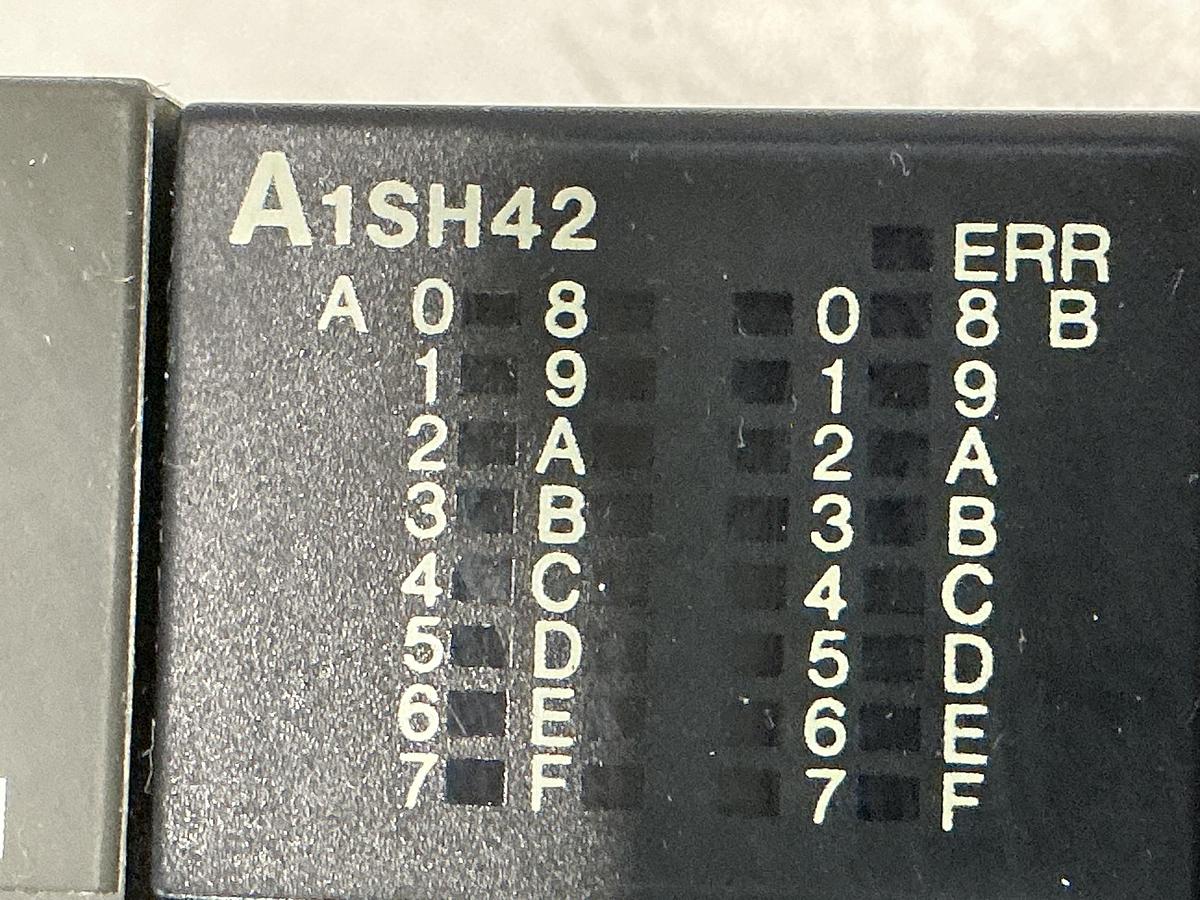 A1SH42
ERR
A 0 8 0 8 B
1 9 1 9
2 A 2 A
3 B 3 B
4 C 4 C
5 D 5 D
6 E 6 E
7 F 7 F